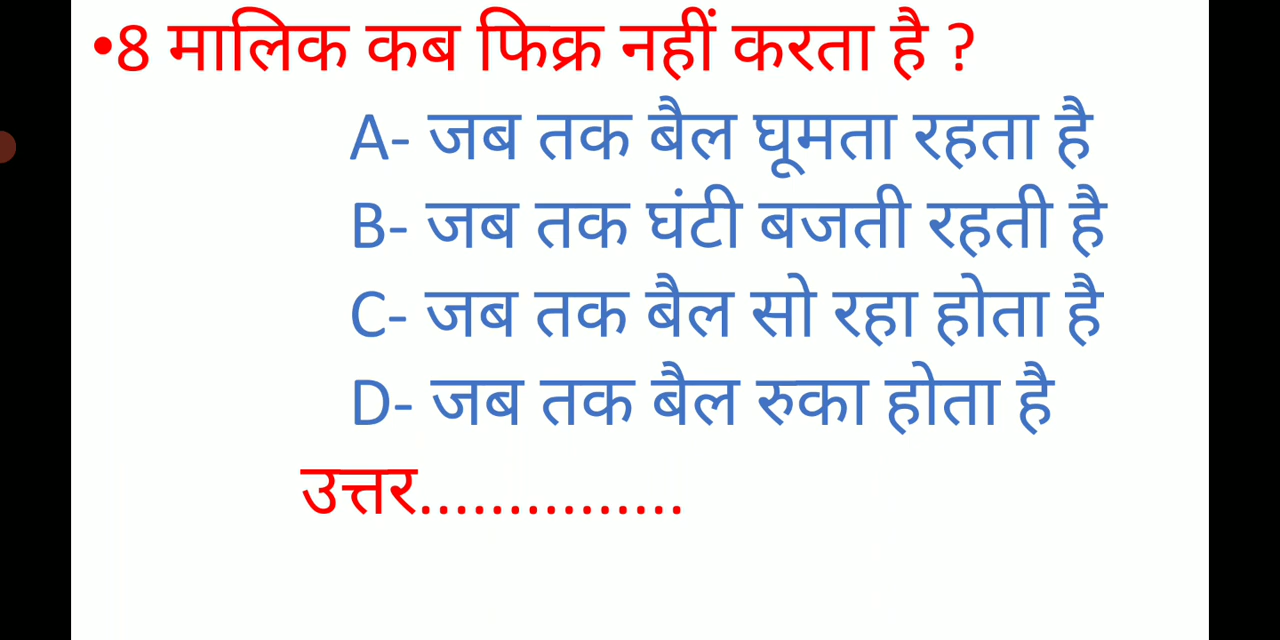 •8 मालिक कब फिक्र नहीं करता है ?
A- जब तक बैल घूमता रहता है
B- जब तक घंटी बजती रहती है
C- जब तक बैल सो रहा होता है
D- जब तक बैल रुका होता है
उत्तर...............